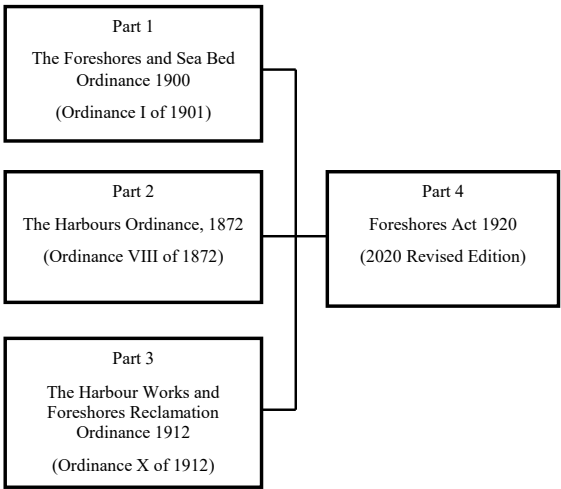 Part 1
The Foreshores and Sea Bed
Ordinance 1900
(Ordinance I of 1901)
Part 2
The Harbours Ordinance, 1872
(Ordinance VIII of 1872)
Part 3
The Harbour Works and
Foreshores Reclamation
Ordinance 1912
(Ordinance X of 1912)
Part 4
Foreshores Act 1920
(2020 Revised Edition)